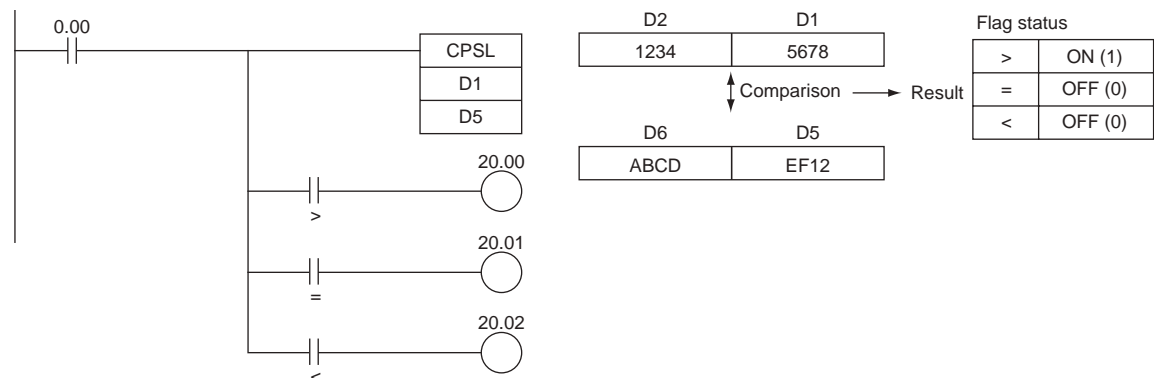 0.00
CPSL
D1
D5
20.00
>
20.01
=
20.02
<
D2 D1
1234 5678
Comparison Result
D6 D5
ABCD EF12
Flag status
> ON (1)
= OFF (0)
< OFF (0)